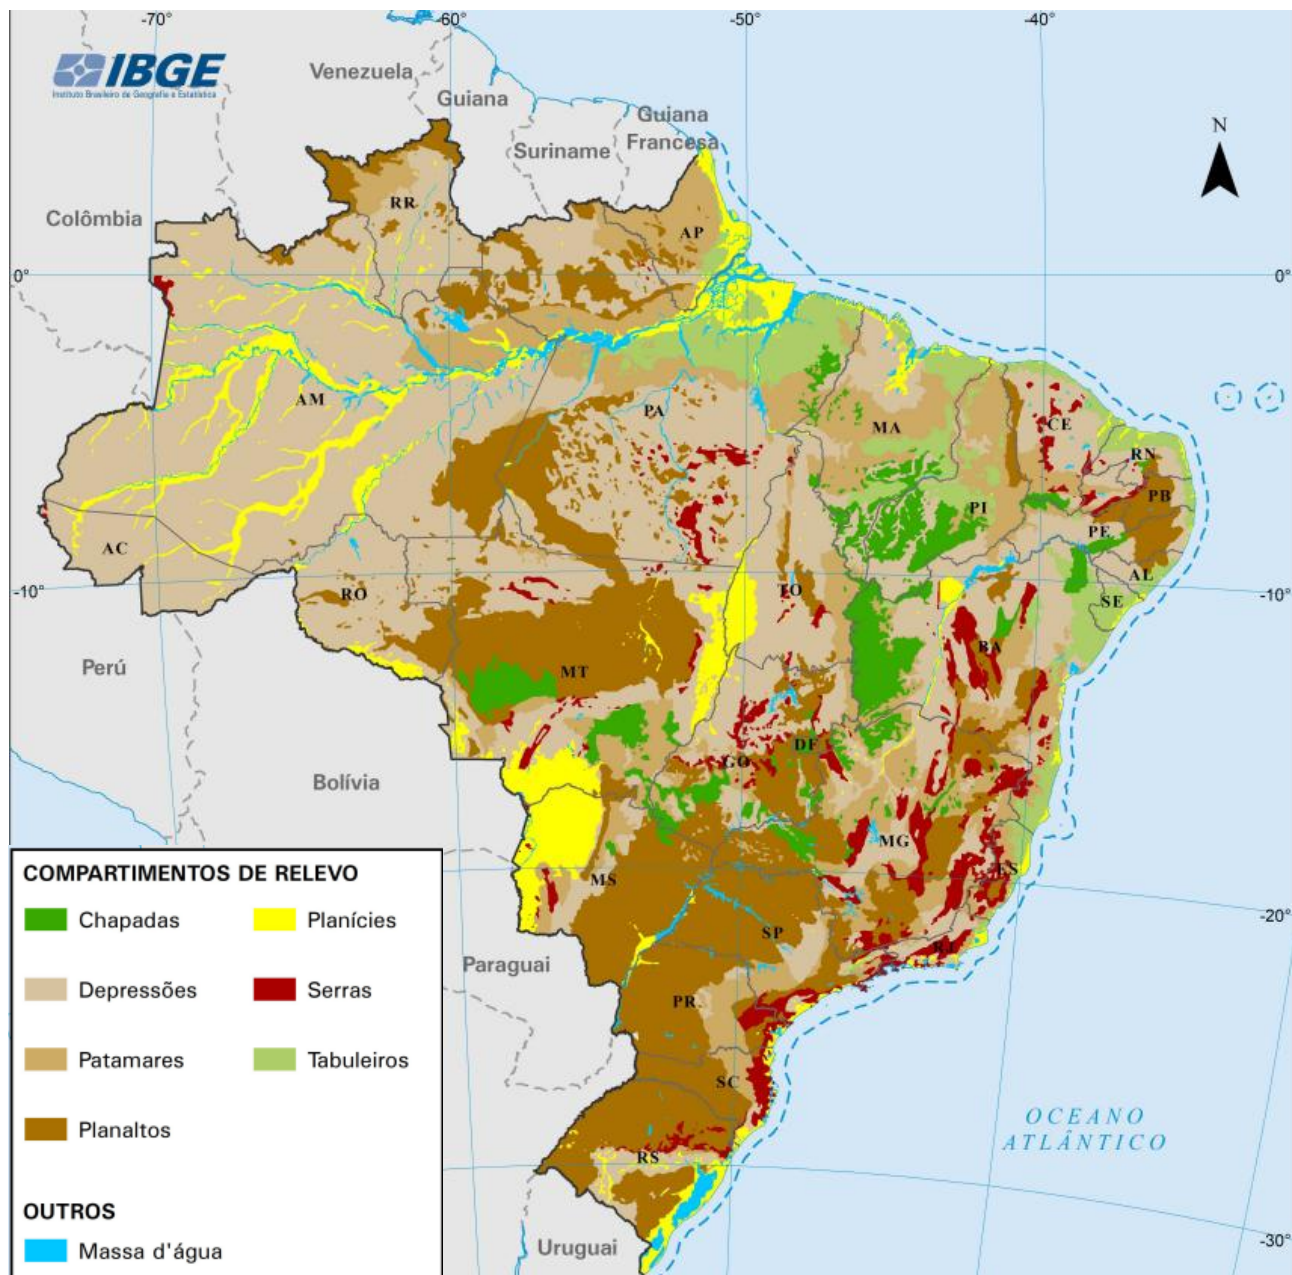 -70°
-60°
-50°
-40°
IBGE
Instituto Brasileiro de Geografia e Estatística
Venezuela
Guiana
Guiana
Francesa
Suriname
N
Colômbia
RR
AP
0°
0°
AM
PA
MA
CE
RN
PB
PI
PE
AC
AL
-10°
RO
TO
SE
-10°
BA
Perú
MT
DF
GO
Bolívia
MG
ES
MS
-20°
SP
RJ
Paraguai
PR
SC
OCEANO
ATLÂNTICO
RS
Uruguai
-30°
COMPARTIMENTOS DE RELEVO
Chapadas
Planícies
Depressões
Serras
Patamares
Tabuleiros
Planaltos
OUTROS
Massa d'água